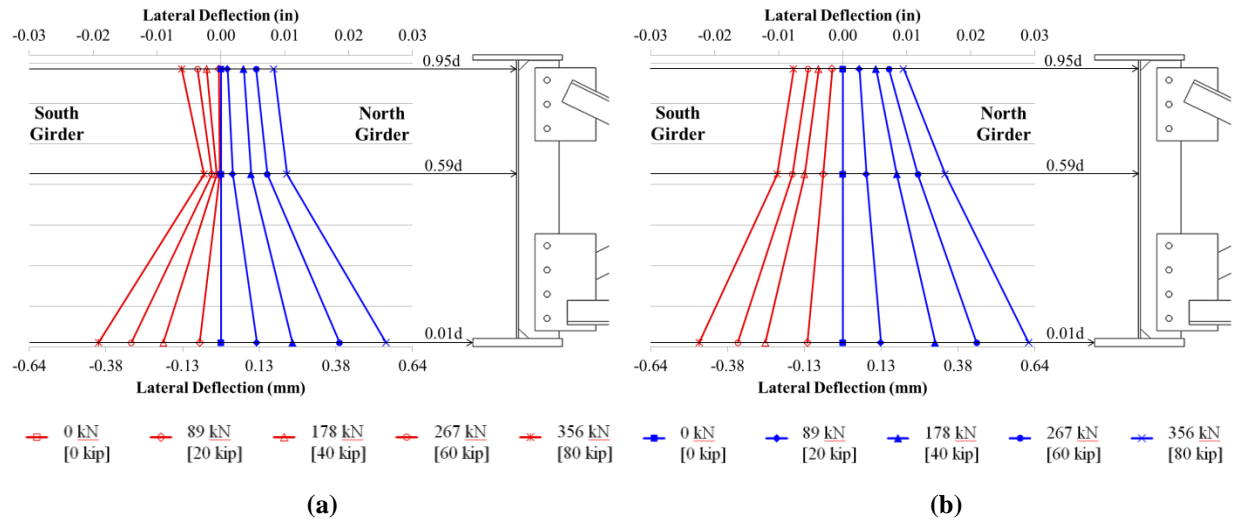 Lateral Deflection (in)
-0.03 -0.02 -0.01 0.00 0.01 0.02 0.03
0.95d
South
Girder
North
Girder
0.59d
0.01d
-0.64 -0.38 -0.13 0.13 0.38 0.64
Lateral Deflection (mm)
0 kN
[0 kip]
89 kN
[20 kip]
178 kN
[40 kip]
267 kN
[60 kip]
356 kN
[80 kip]
(a)
Lateral Deflection (in)
-0.03 -0.02 -0.01 0.00 0.01 0.02 0.03
0.95d
South
Girder
North
Girder
0.59d
0.01d
-0.64 -0.38 -0.13 0.13 0.38 0.64
Lateral Deflection (mm)
0 kN
[0 kip]
89 kN
[20 kip]
178 kN
[40 kip]
267 kN
[60 kip]
356 kN
[80 kip]
(b)